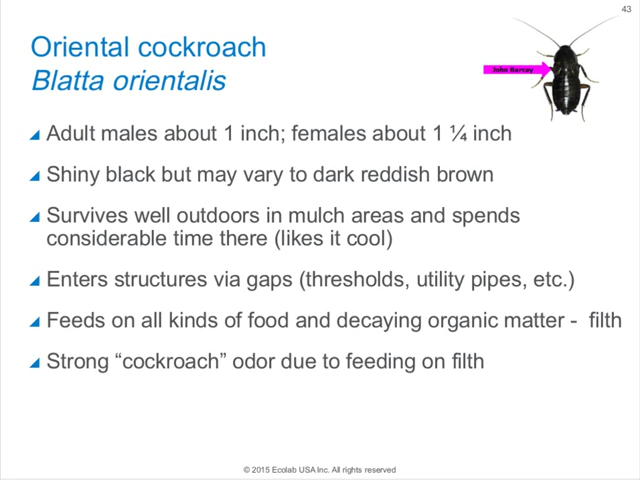 43
Oriental cockroach
Blatta orientalis
John Barcay
Adult males about 1 inch; females about 1 ¼ inch
Shiny black but may vary to dark reddish brown
Survives well outdoors in mulch areas and spends
considerable time there (likes it cool)
Enters structures via gaps (thresholds, utility pipes, etc.)
Feeds on all kinds of food and decaying organic matter - filth
Strong “cockroach” odor due to feeding on filth
© 2015 Ecolab USA Inc. All rights reserved